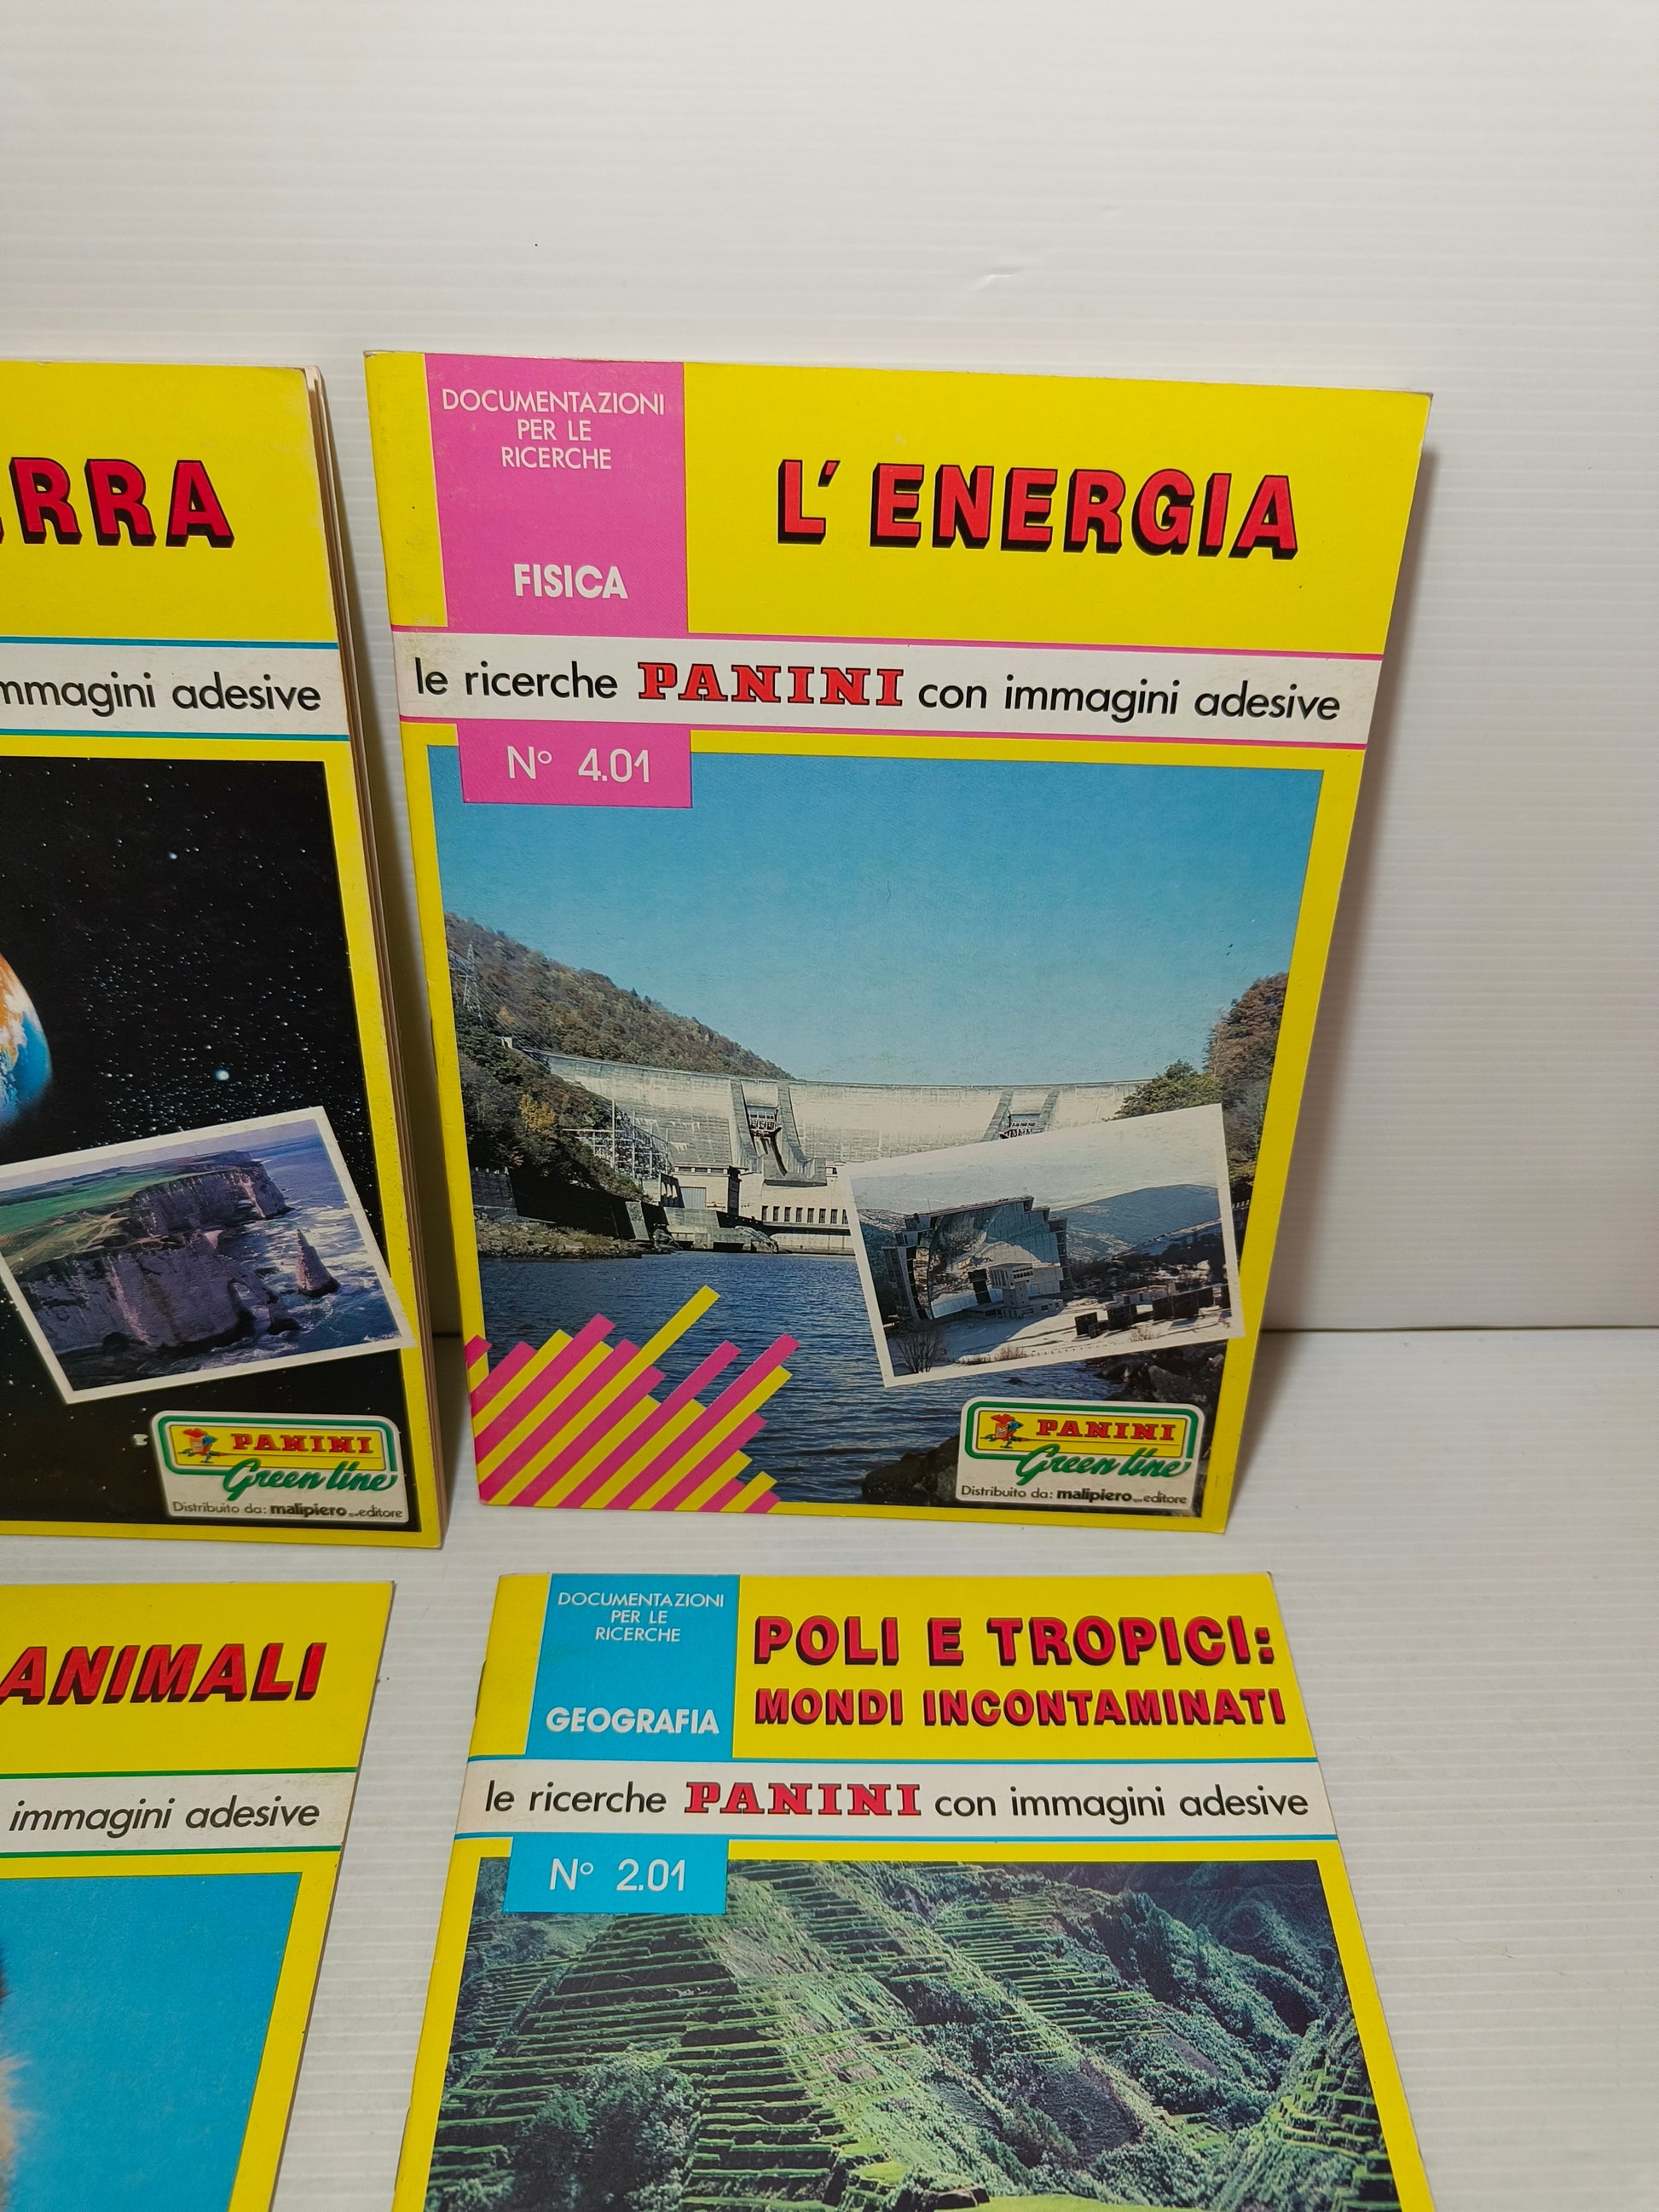 DOCUMENTAZIONI
PER LE
RICERCHE
FISICA
L'ENERGIA
le ricerche PANINI con immagini adesive
N° 4.01
PANINI
Green line
Distribuito da: malipiero spa editore
adesive
PANINI
Green line
Distribuito da: malipiero spa editore
ANIMALI
immagini adesive
DOCUMENTAZIONI
PER LE
RICERCHE
GEOGRAFIA
POLI E TROPICI:
MONDI INCONTAMINATI
le ricerche PANINI con immagini adesive
N° 2.01